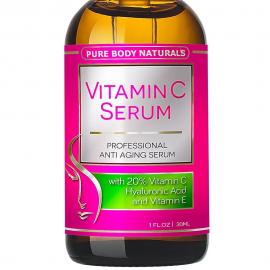 PURE BODY NATURALS
VITAMIN C
SERUM
PROFESSIONAL
ANTI AGING SERUM
with 20% Vitamin C
Hyaluronic Acid
and Vitamin E
1 FL OZ / 30ML